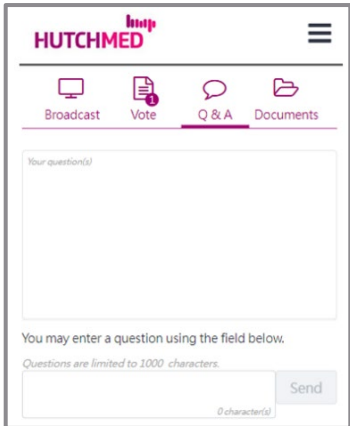 HUTCHMED
Broadcast Vote 1 Q & A Documents
Your question(s)
You may enter a question using the field below.
Questions are limited to 1000 characters.
Send
0 character(s)